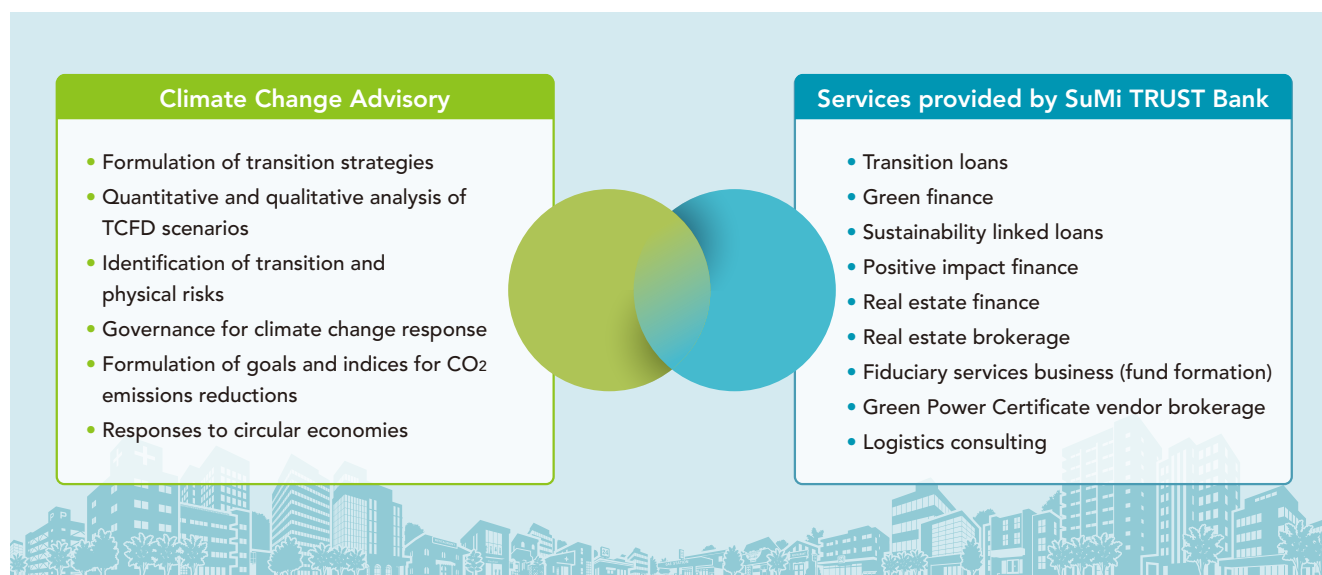 Climate Change Advisory
• Formulation of transition strategies
• Quantitative and qualitative analysis of
TCFD scenarios
• Identification of transition and
physical risks
• Governance for climate change response
• Formulation of goals and indices for CO2
emissions reductions
• Responses to circular economies
Services provided by SuMi TRUST Bank
• Transition loans
• Green finance
• Sustainability linked loans
• Positive impact finance
• Real estate finance
• Real estate brokerage
• Fiduciary services business (fund formation)
• Green Power Certificate vendor brokerage
• Logistics consulting